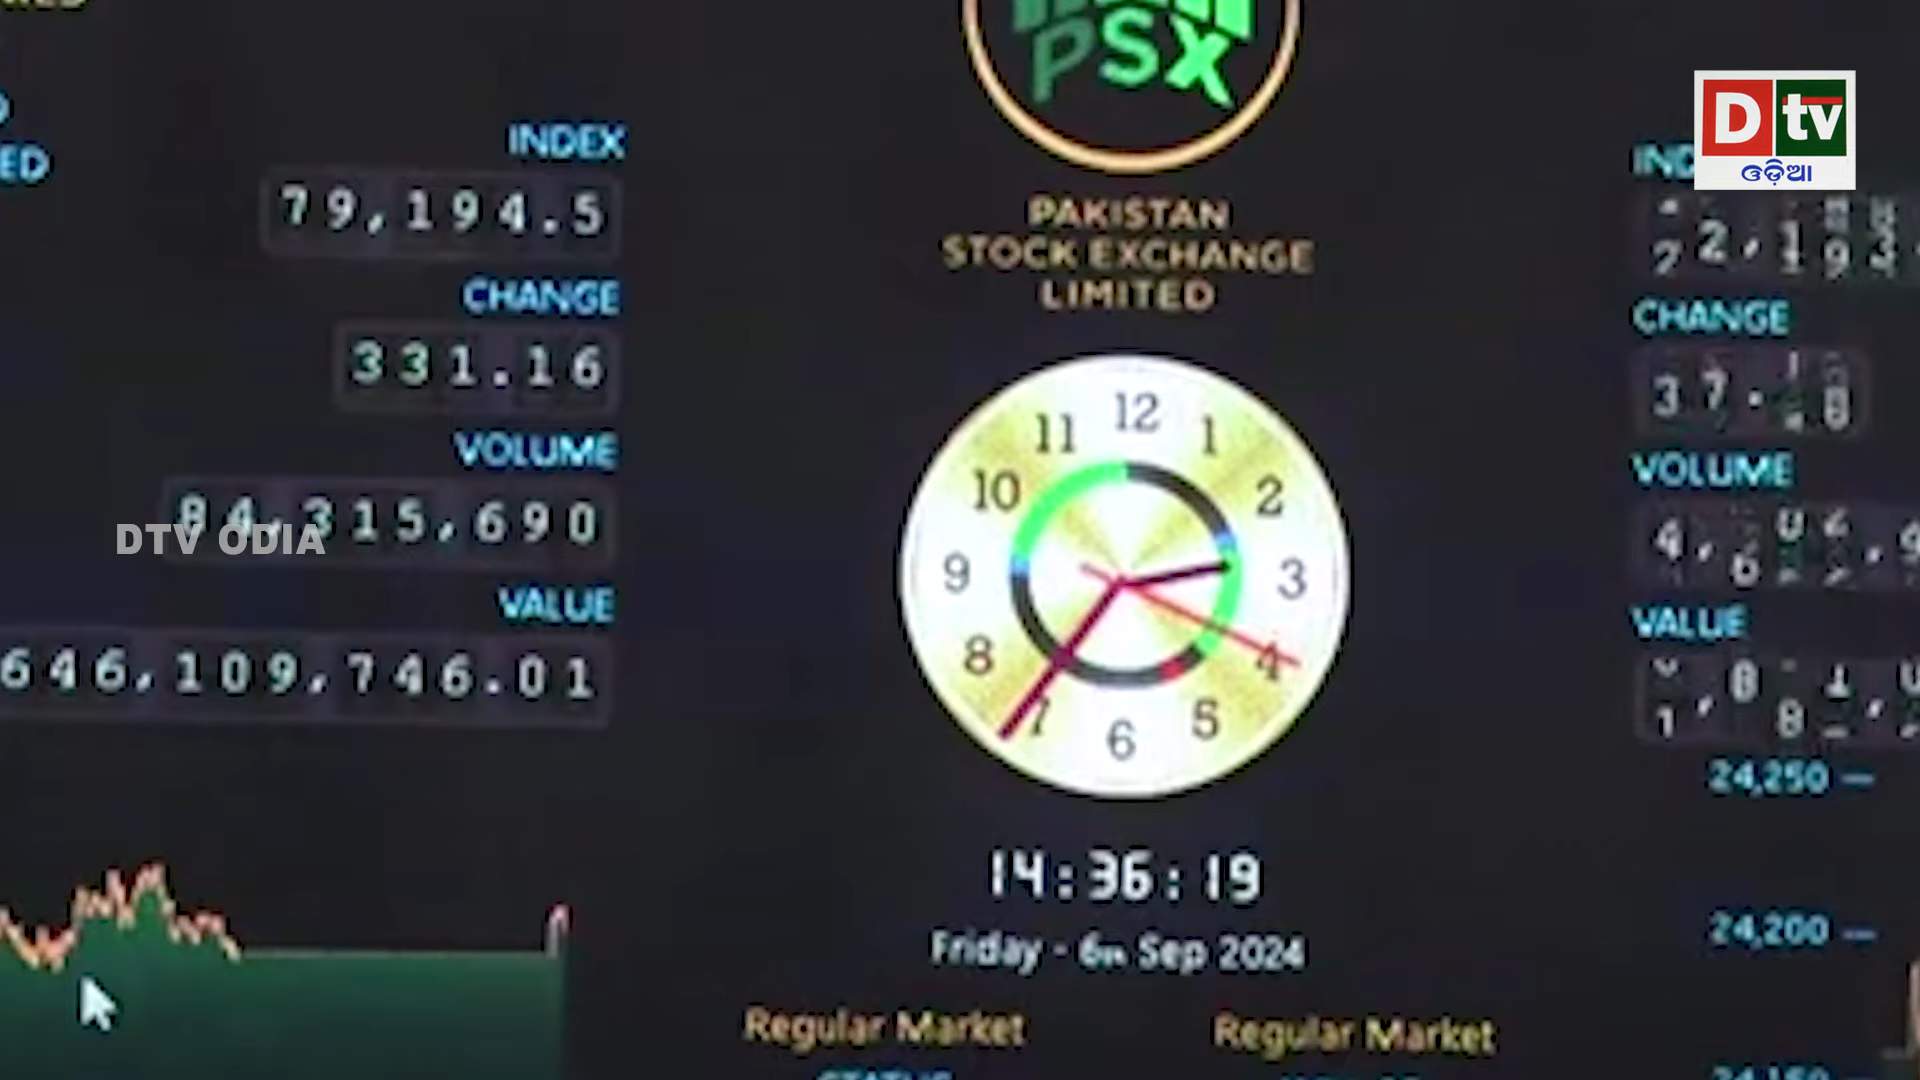 PSX
PAKISTAN
STOCK EXCHANGE
LIMITED
D tv
ଓଡ଼ିଆ
ED
INDEX
79,194.5
CHANGE
331.16
VOLUME
84,315,690
DTV ODIA
VALUE
646,109,746.01
12
1
2
3
4
5
6
7
8
9
10
11
14:36:19
Friday - 6th Sep 2024
Regular Market
Regular Market
CHANGE
VOLUME
VALUE
24,250
24,200